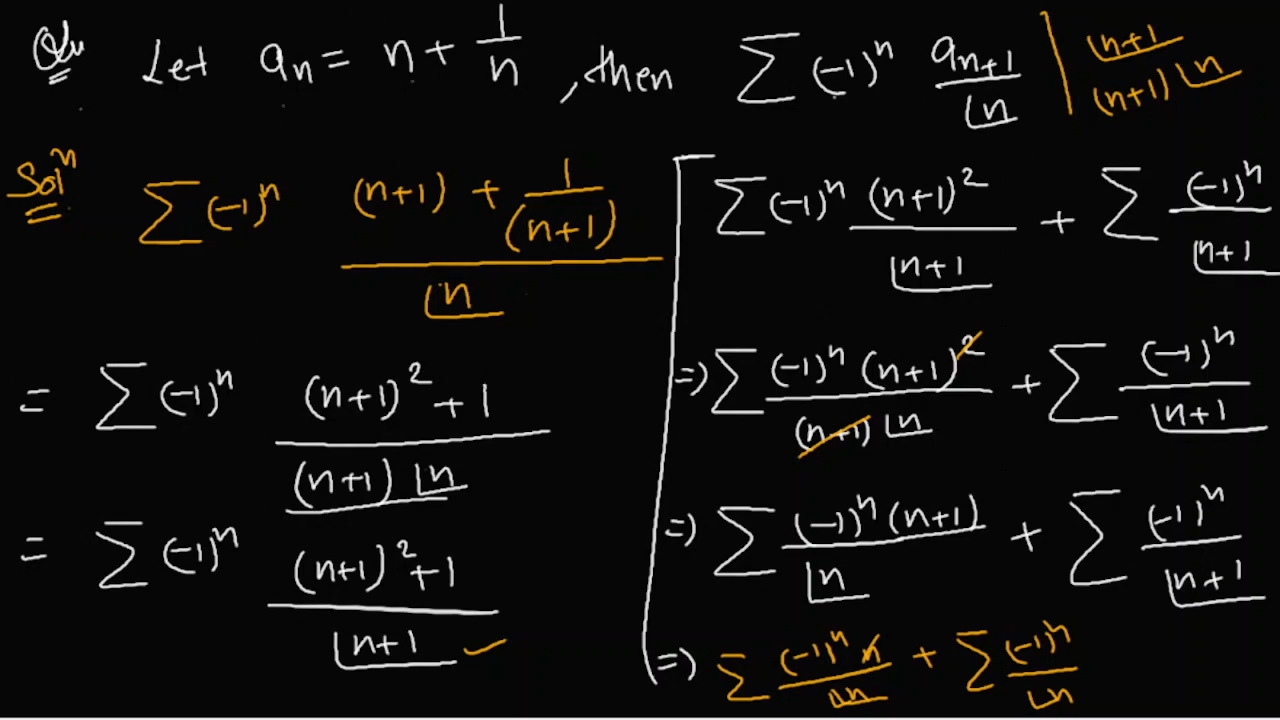 Qn Let aₙ = n + 1/n , then ∑ (-1)ⁿ aₙ₊₁/⌊n | ⌊n+1 (n+1) ⌊n
Solⁿ ∑ (-1)ⁿ ((n+1) + 1/(n+1))/⌊n
= ∑ (-1)ⁿ ((n+1)² + 1)/((n+1) ⌊n)
= ∑ (-1)ⁿ ((n+1)² + 1)/⌊n+1 ✓
∑ (-1)ⁿ (n+1)²/⌊n+1 + ∑ (-1)ⁿ/⌊n+1
⇒ ∑ (-1)ⁿ (n+1)²/((n+1) ⌊n) + ∑ (-1)ⁿ/⌊n+1
⇒ ∑ (-1)ⁿ (n+1)/⌊n + ∑ (-1)ⁿ/⌊n+1
⇒ ∑ (-1)ⁿ n/⌊n + ∑ (-1)ⁿ/⌊n